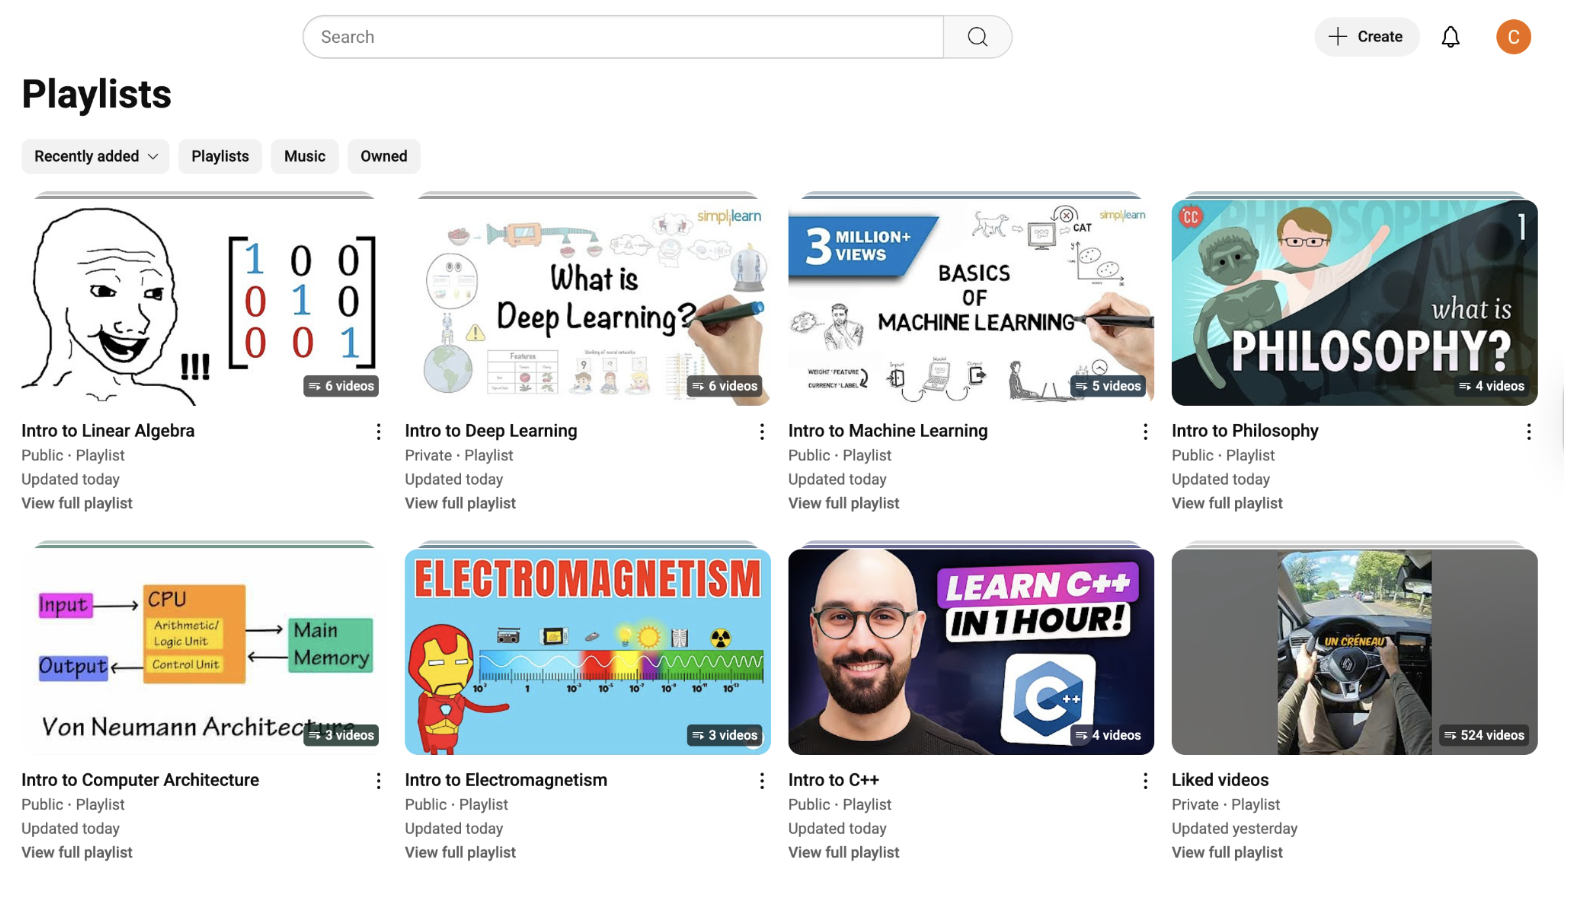 Search
Create
C
Playlists
Recently added
Playlists
Music
Owned
1 0 0
0 1 0
0 0 1
!!!
6 videos
Intro to Linear Algebra
Public · Playlist
Updated today
View full playlist
simplilearn
What is
Deep Learning?
Features
6 videos
Intro to Deep Learning
Private · Playlist
Updated today
View full playlist
3 MILLION+
VIEWS
simplilearn
CAT
BASICS
OF
MACHINE LEARNING
WEIGHT = FEATURE
CURRENCY = LABEL
Input
Model
Output
5 videos
Intro to Machine Learning
Public · Playlist
Updated today
View full playlist
CC
PHILOSOPHY
1
what is
PHILOSOPHY?
4 videos
Intro to Philosophy
Public · Playlist
Updated today
View full playlist
Input
CPU
Arithmetic/
Logic Unit
Control Unit
Output
Main
Memory
Von Neumann Architecture
3 videos
Intro to Computer Architecture
Public · Playlist
Updated today
View full playlist
ELECTROMAGNETISM
3 videos
Intro to Electromagnetism
Public · Playlist
Updated today
View full playlist
LEARN C++
IN 1 HOUR!
C++
4 videos
Intro to C++
Public · Playlist
Updated today
View full playlist
UN CRÉNEAU
524 videos
Liked videos
Private · Playlist
Updated yesterday
View full playlist